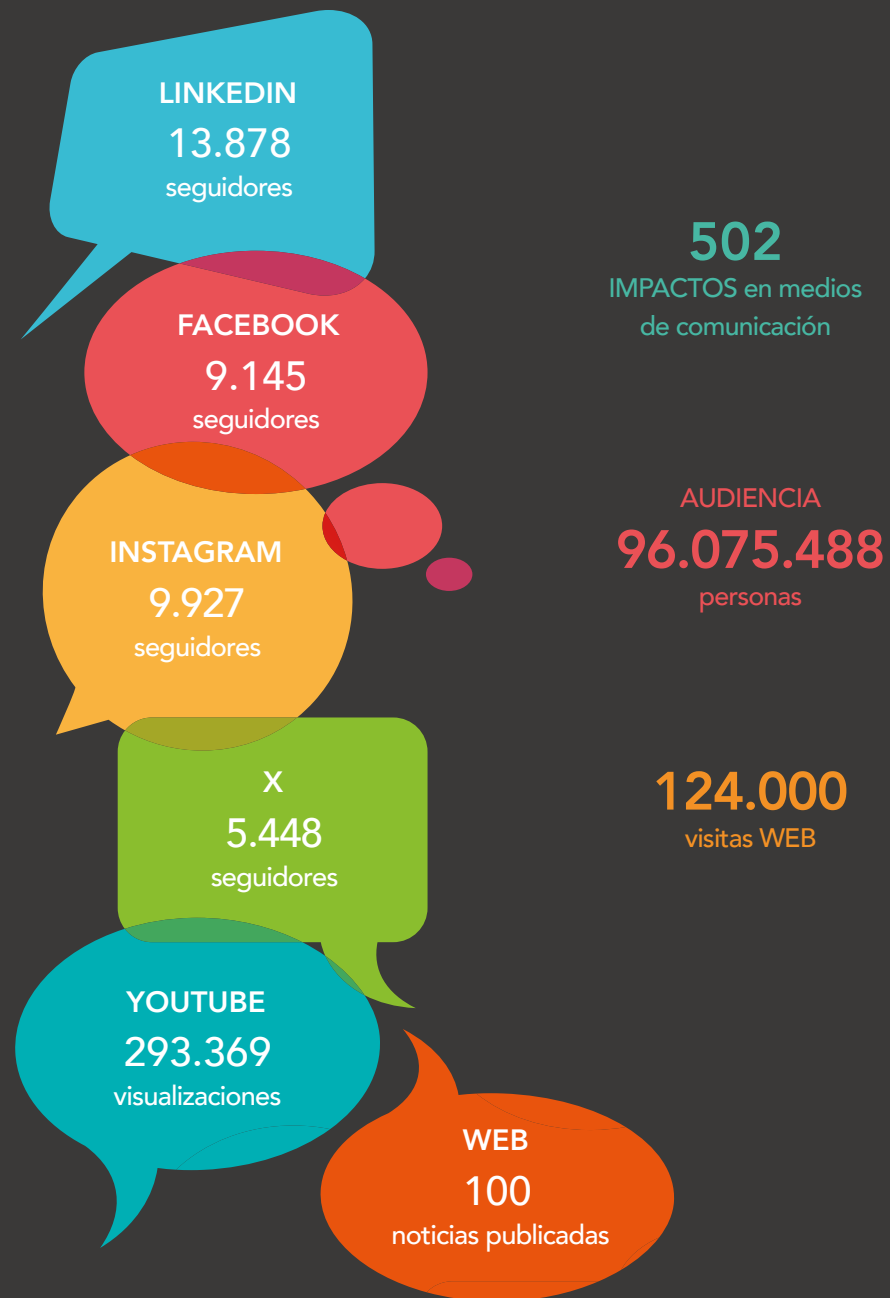 LINKEDIN
13.878
seguidores
FACEBOOK
9.145
seguidores
INSTAGRAM
9.927
seguidores
X
5.448
seguidores
YOUTUBE
293.369
visualizaciones
WEB
100
noticias publicadas
502
IMPACTOS en medios
de comunicación
AUDIENCIA
96.075.488
personas
124.000
visitas WEB